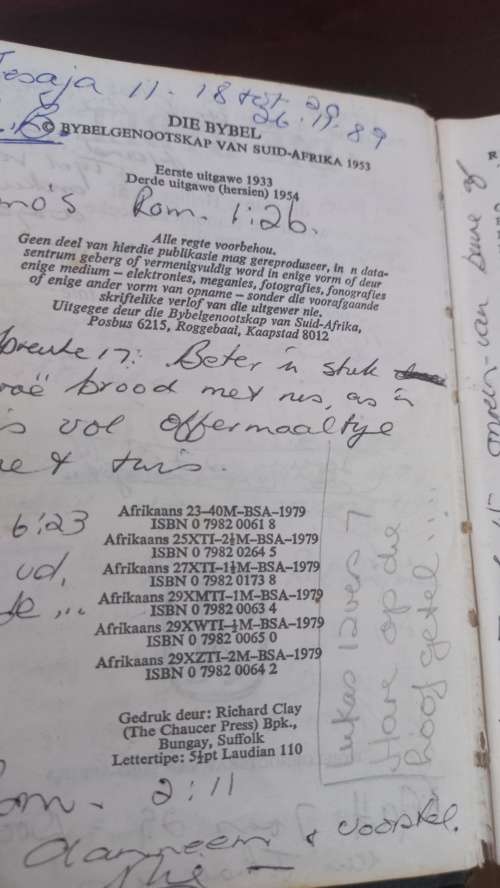 Jesaja 11 - 18 tot 20
26.11.89
DIE BYBEL
© BYBELGENOOTSKAP VAN SUID-AFRIKA 1953
Eerste uitgawe 1933
Derde uitgawe (hersien) 1954
Rom. 1:26.
Alle regte voorbehou.
Geen deel van hierdie publikasie mag gereproduseer, in n data-
sentrum geberg of vermenigvuldig word in enige vorm of deur
enige medium – elektronies, meganies, fotografies, fonografies
of enige ander vorm van opname – sonder die voorafgaande
skriftelike verlof van die uitgewer nie.
Uitgegee deur die Bybelgenootskap van Suid-Afrika,
Posbus 6215, Roggebaai, Kaapstad 8012
17: Beter 'n stuk
brood met rus, as 'n
vol offermaaltye
twis.
6:23
ud.
Afrikaans 23–40M–BSA–1979
ISBN 0 7982 0061 8
Afrikaans 25XTI–2½M–BSA–1979
ISBN 0 7982 0264 5
Afrikaans 27XTI–1½M–BSA–1979
ISBN 0 7982 0173 8
Afrikaans 29XMTI–1M–BSA–1979
ISBN 0 7982 0063 4
Afrikaans 29XWTI–½M–BSA–1979
ISBN 0 7982 0065 0
Afrikaans 29XZTI–2M–BSA–1979
ISBN 0 7982 0064 2
Lukas 12 vers 7
Hare op die
hoof getel....
Gedruk deur: Richard Clay
(The Chaucer Press) Bpk.,
Bungay, Suffolk
Lettertipe: 5½pt Laudian 110
Rom. 2:11
aanneem